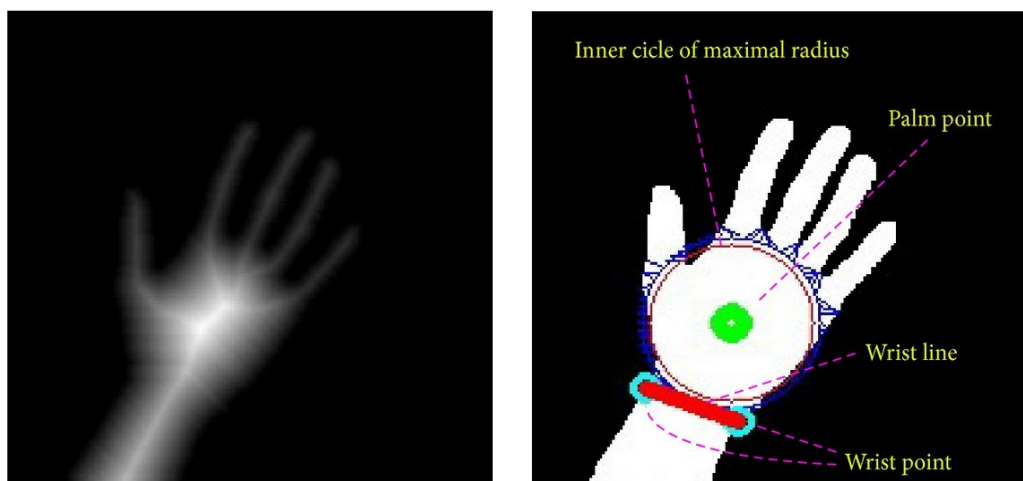 Inner cicle of maximal radius
Palm point
Wrist line
Wrist point